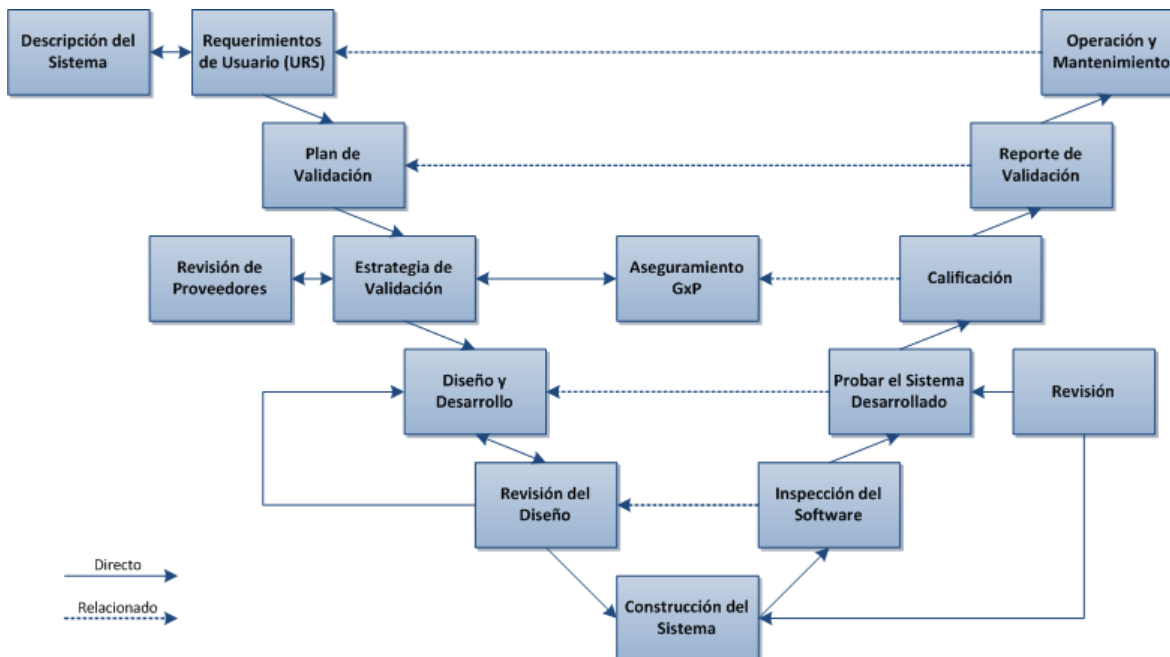 Descripción del
Sistema
Requerimientos
de Usuario (URS)
Operación y
Mantenimiento
Plan de
Validación
Reporte de
Validación
Revisión de
Proveedores
Estrategia de
Validación
Aseguramiento
GxP
Calificación
Diseño y
Desarrollo
Probar el Sistema
Desarrollado
Revisión
Revisión del
Diseño
Inspección del
Software
Directo
Relacionado
Construcción del
Sistema